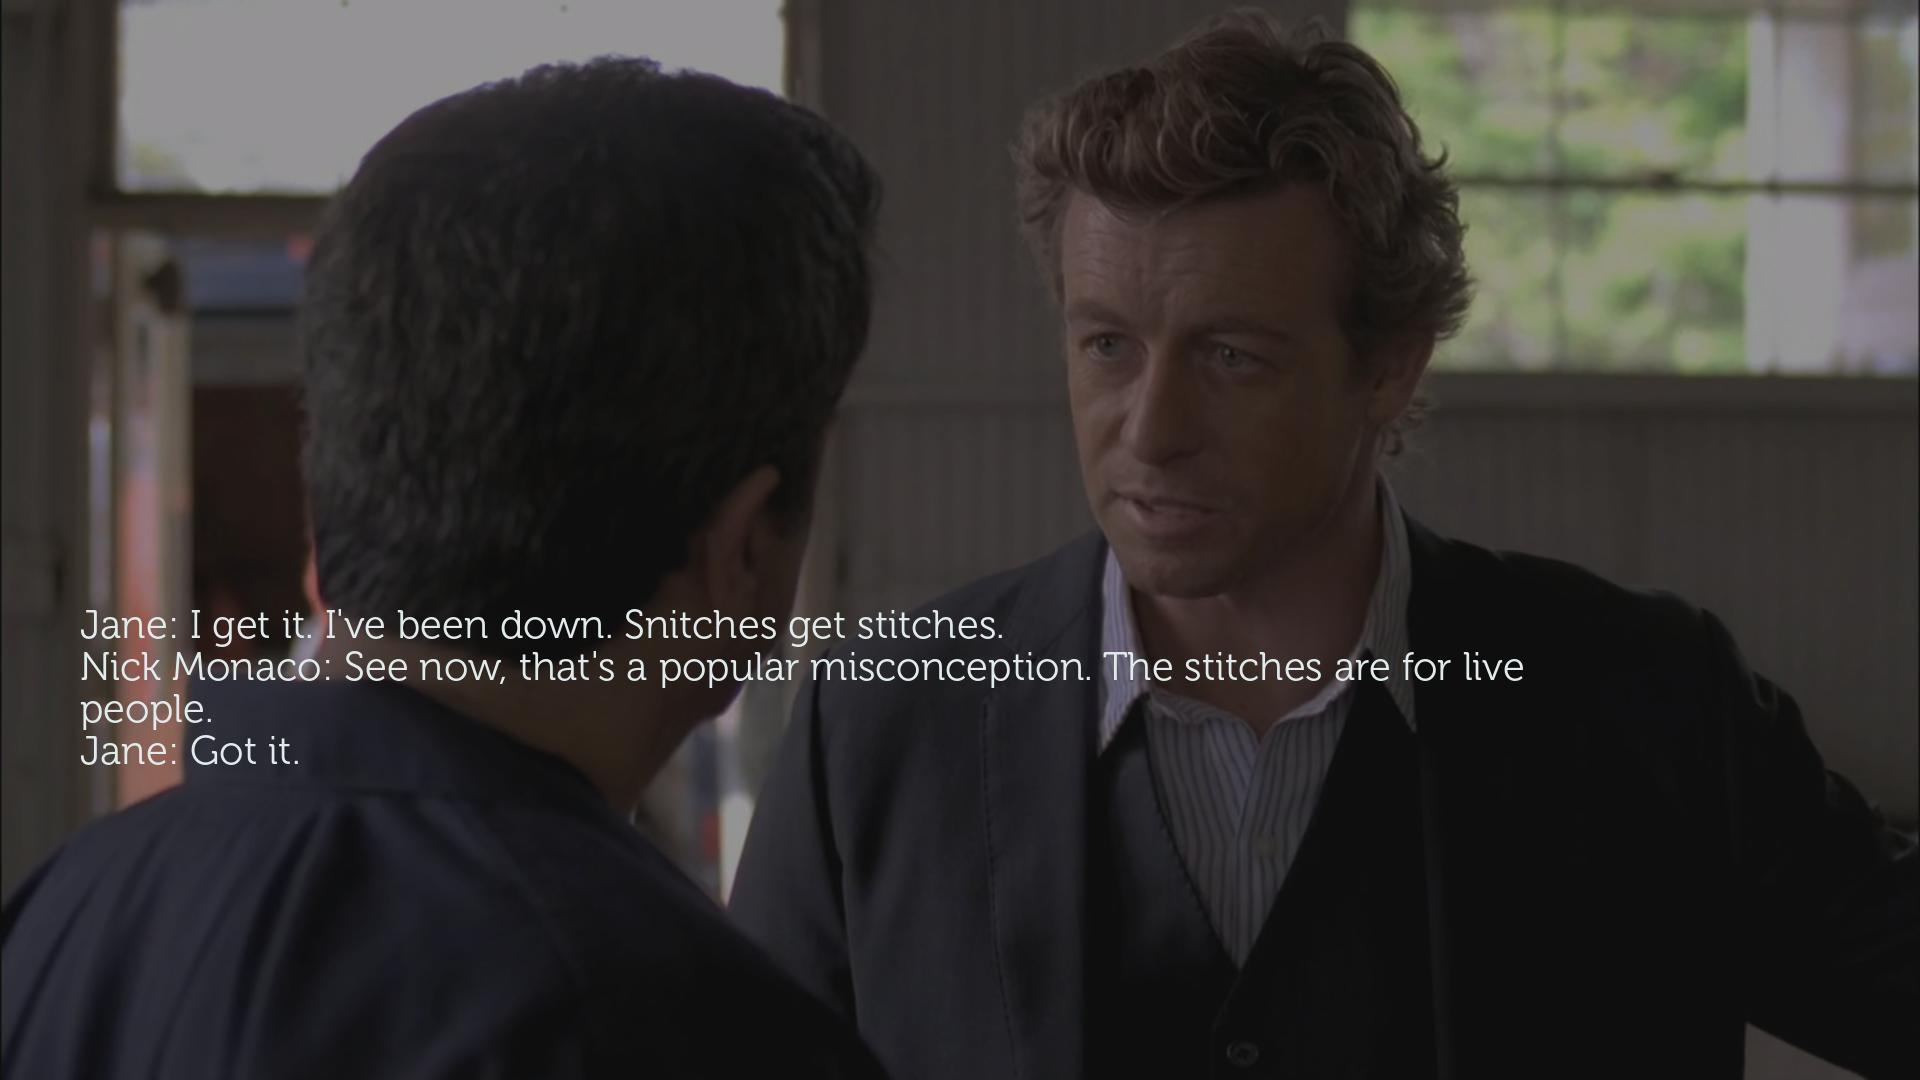 Jane: I get it. I've been down. Snitches get stitches.
Nick Monaco: See now, that's a popular misconception. The stitches are for live
people.
Jane: Got it.